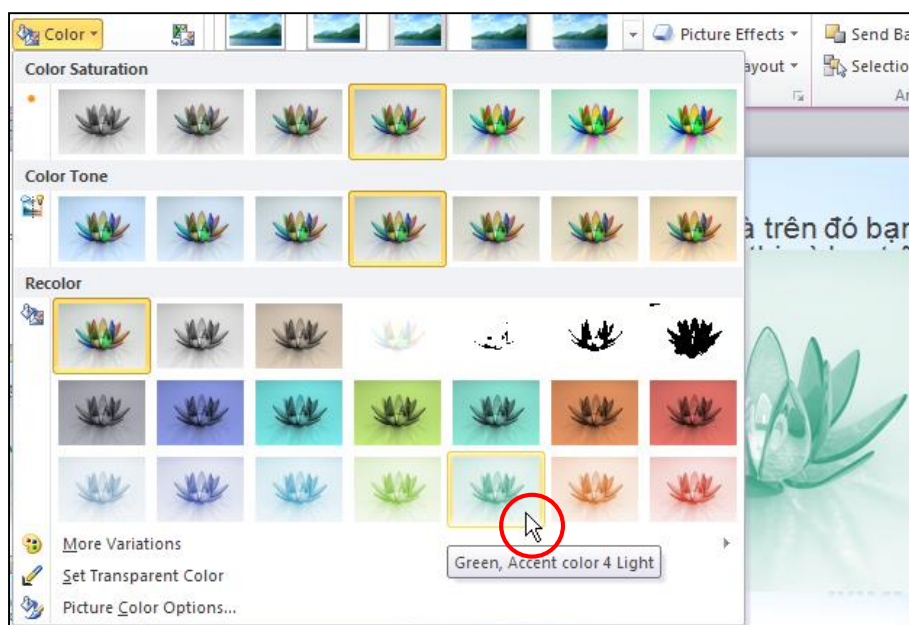 Color
Picture Effects
Send Ba
Color Saturation
ayout
Selectio
Ar
Color Tone
à trên đó bạn
Recolor
More Variations
Green, Accent color 4 Light
Set Transparent Color
Picture Color Options...